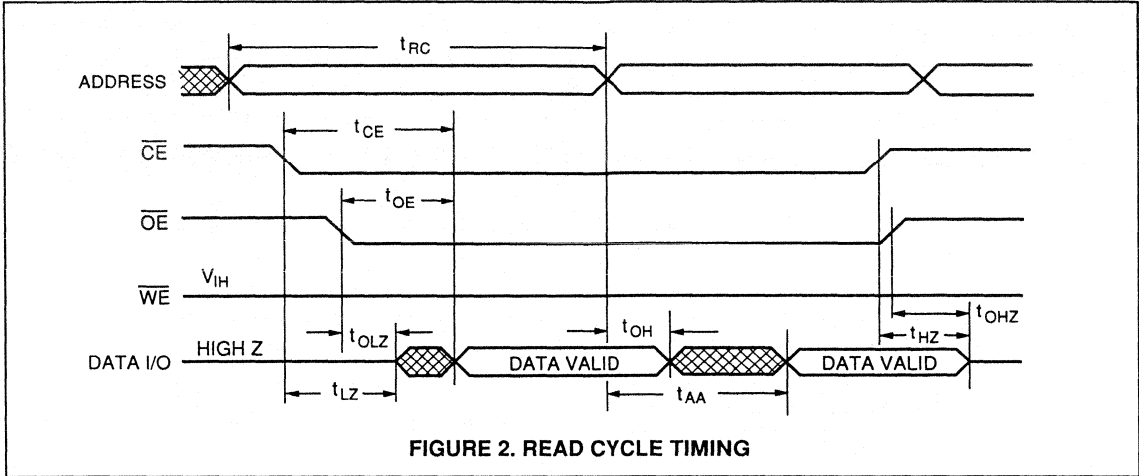 tRC
ADDRESS
tCE
CE
tOE
OE
VIH
WE
tOHZ
tOLZ
tOH
tHZ
HIGH Z
DATA I/O
DATA VALID
DATA VALID
tLZ
tAA
FIGURE 2. READ CYCLE TIMING